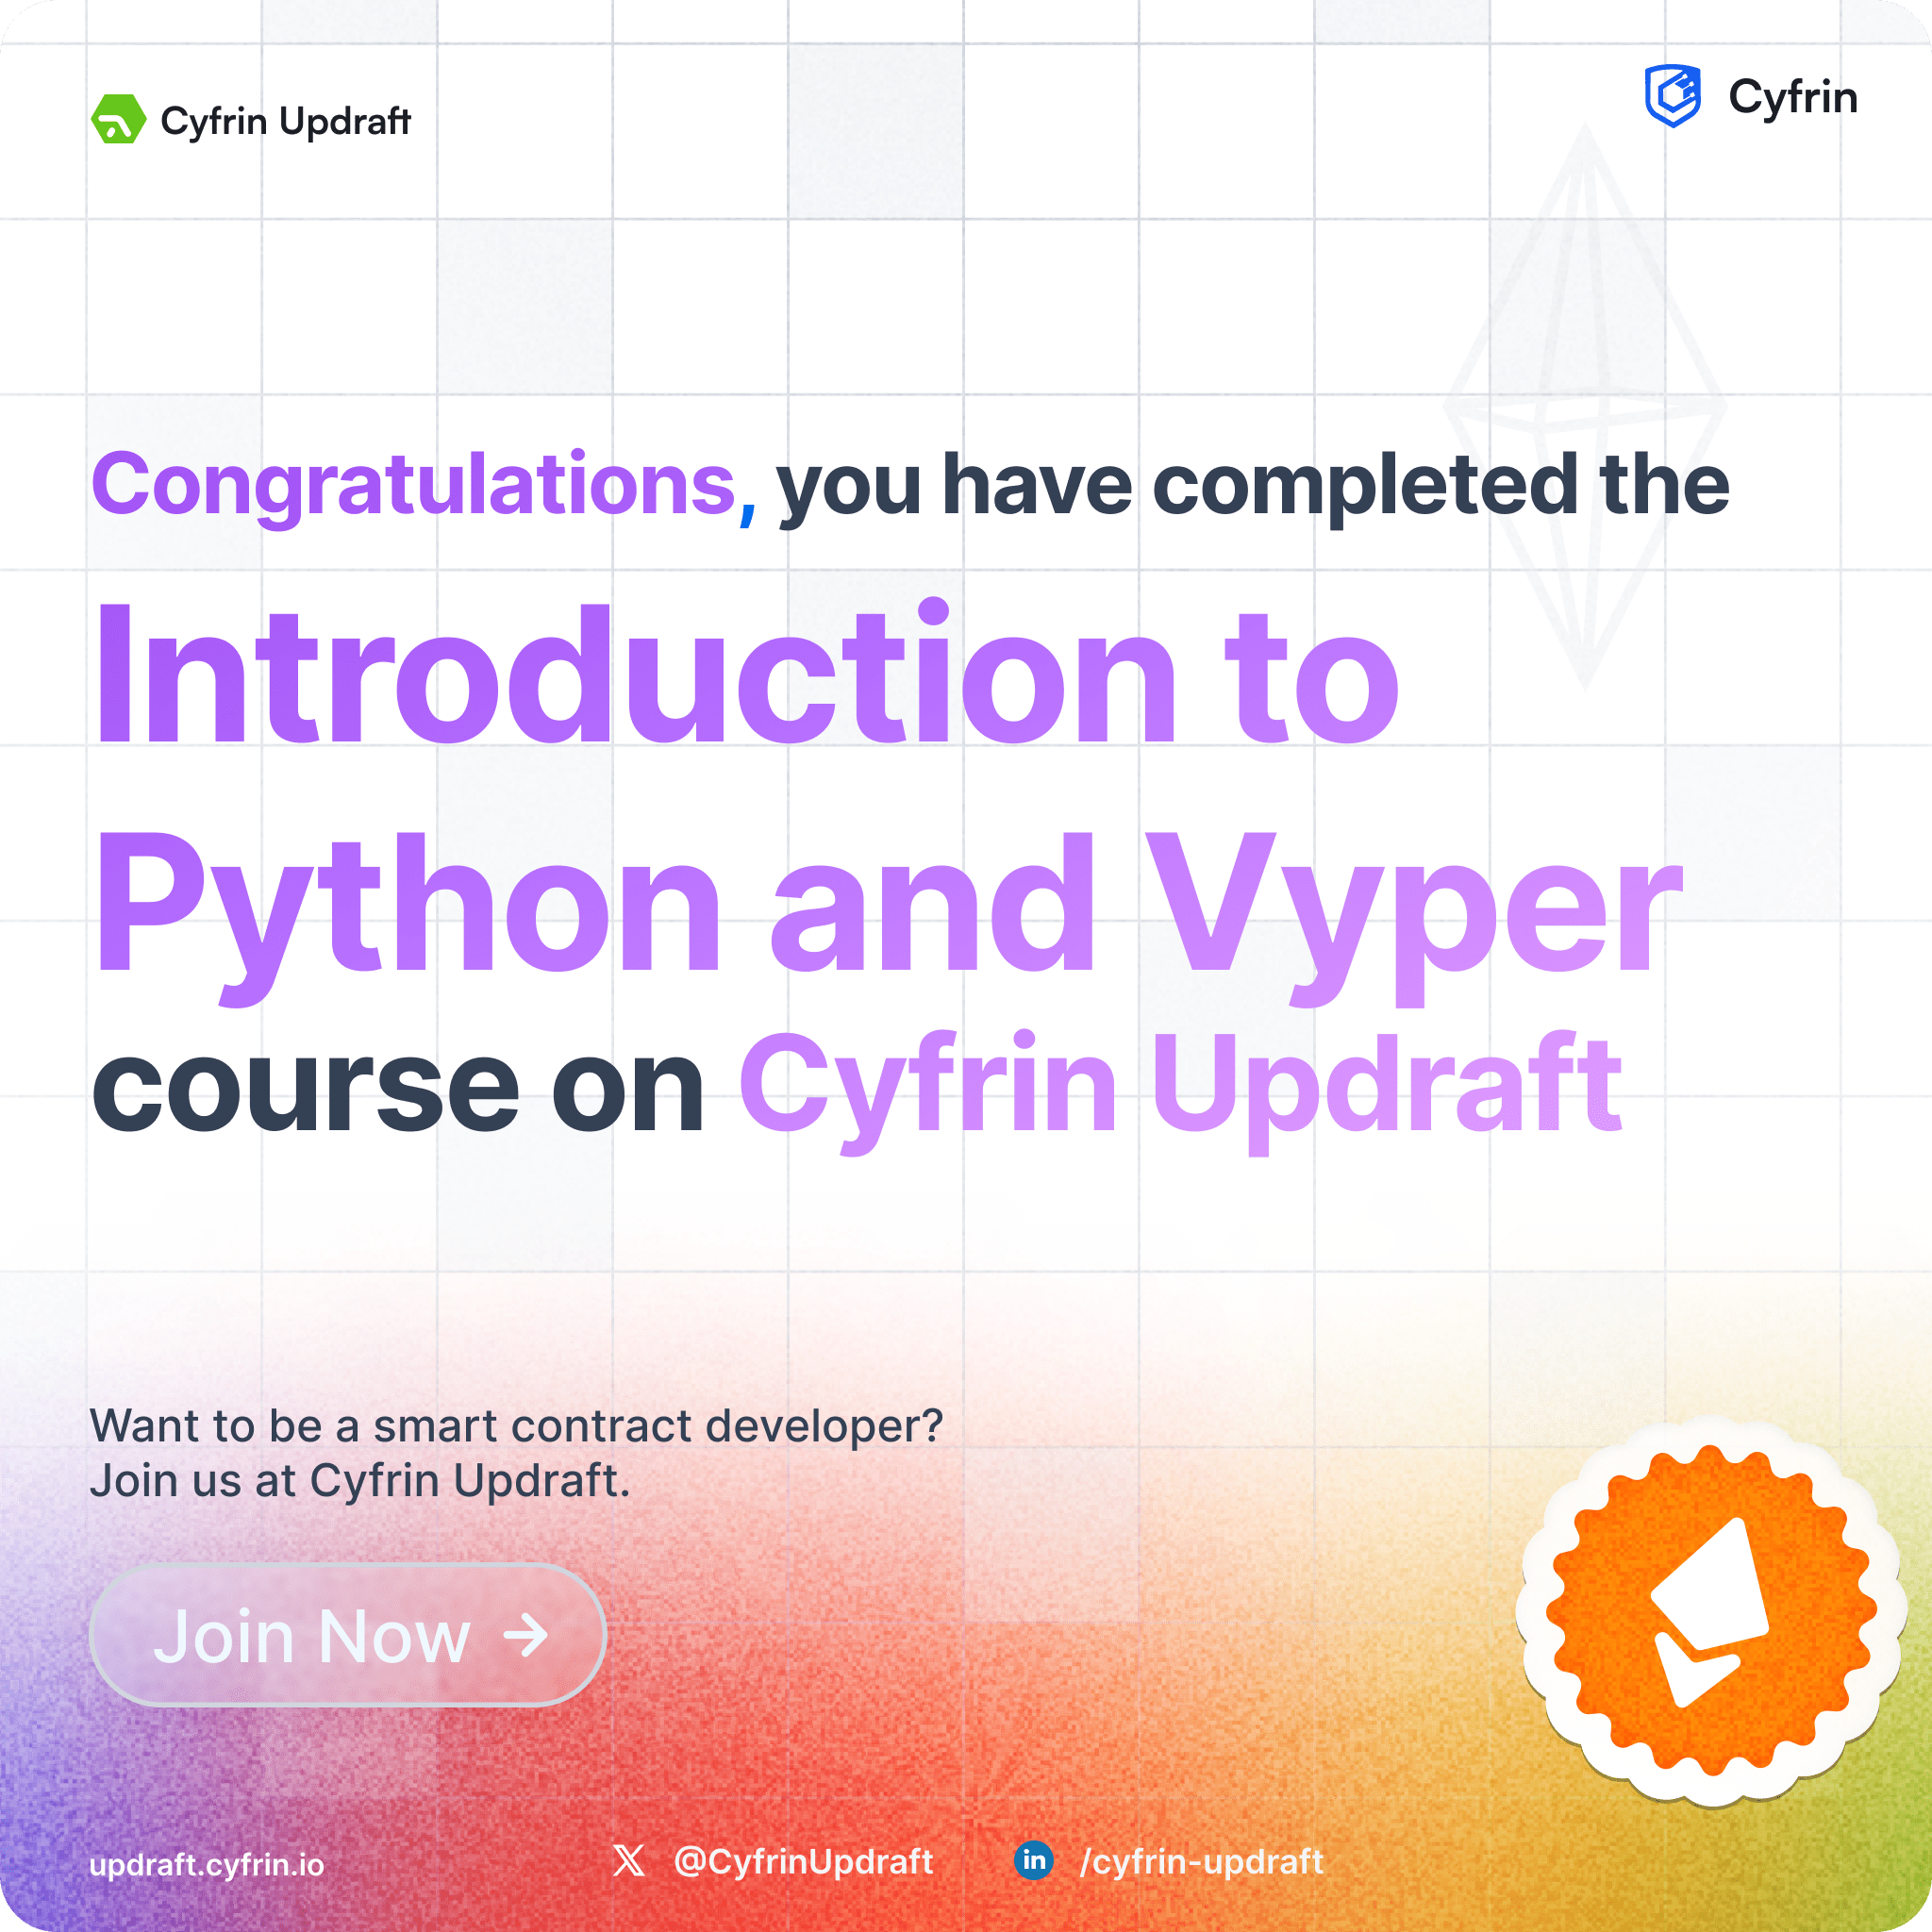 Cyfrin Updraft
Cyfrin
Congratulations, you have completed the
Introduction to
Python and Vyper
course on Cyfrin Updraft
Want to be a smart contract developer?
Join us at Cyfrin Updraft.
Join Now →
updraft.cyfrin.io
@CyfrinUpdraft
in /cyfrin-updraft